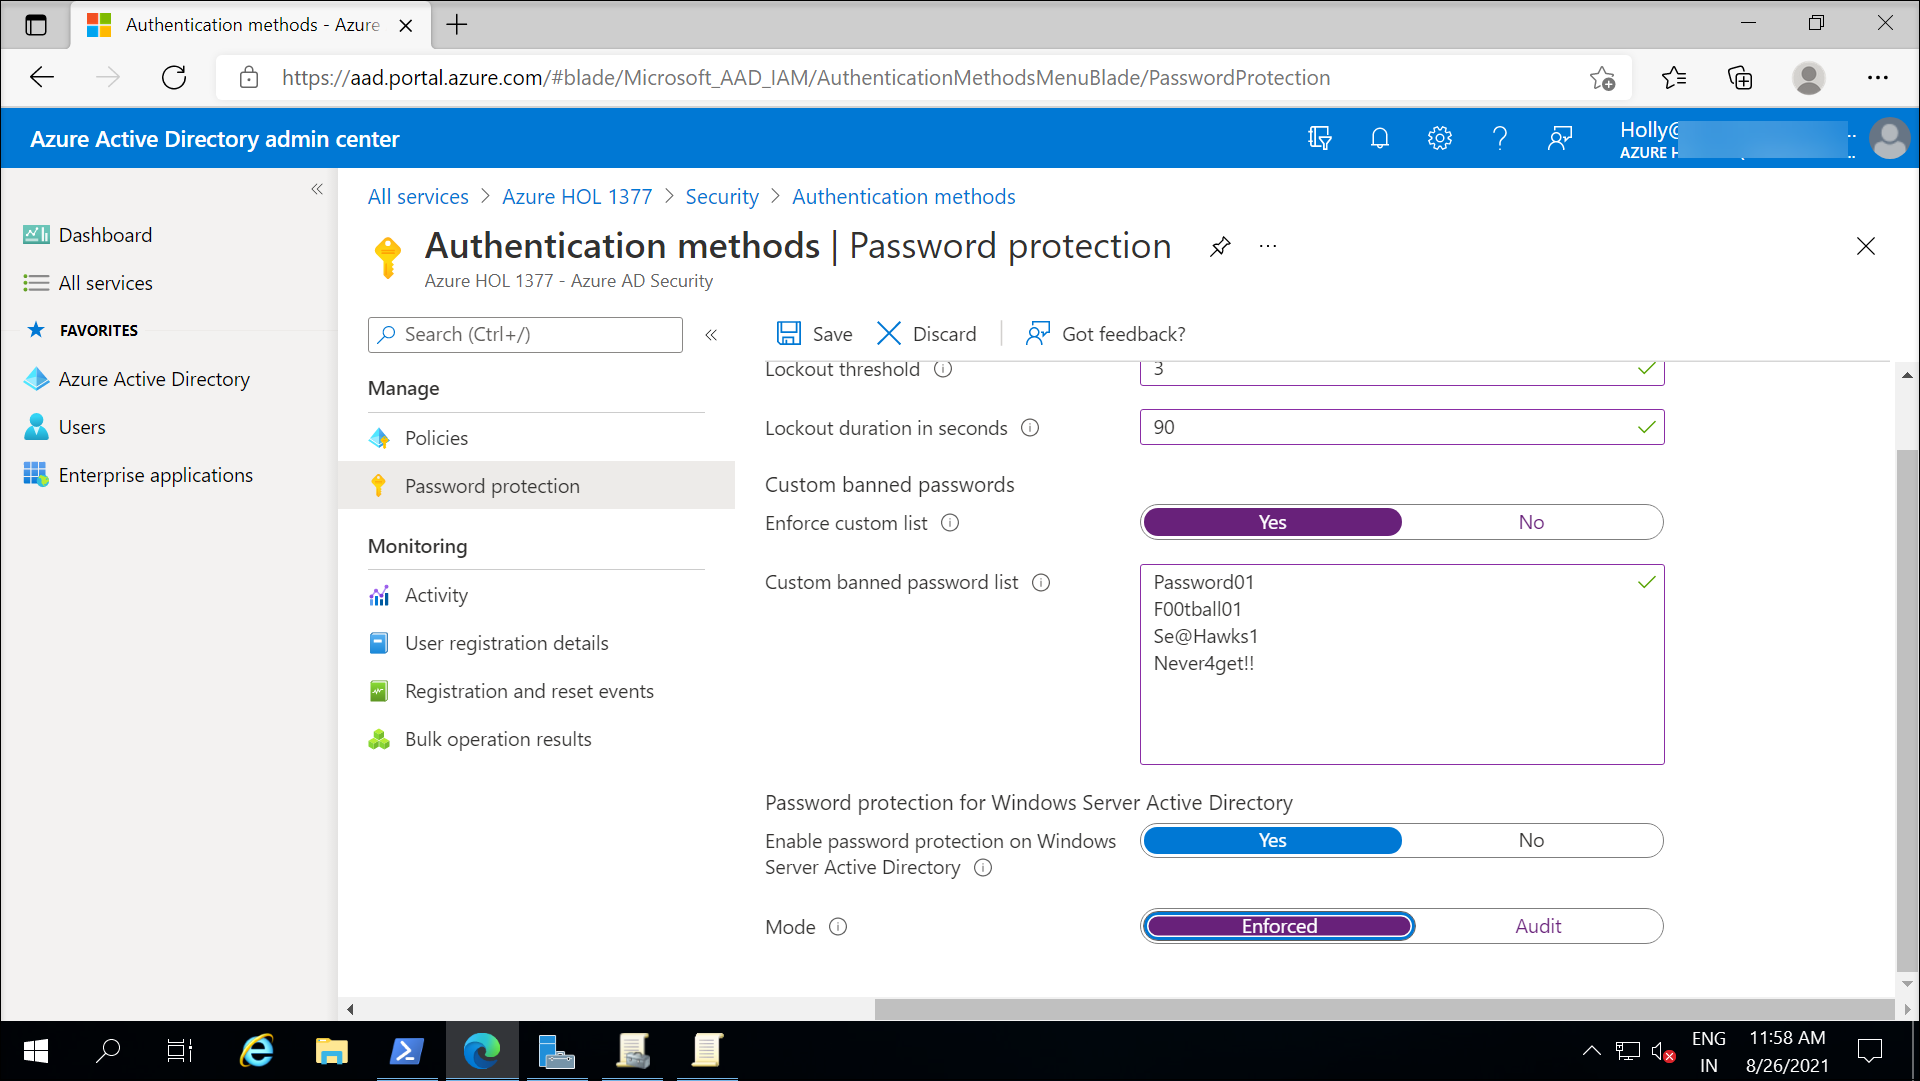 Authentication methods - Azure
https://aad.portal.azure.com/#blade/Microsoft_AAD_IAM/AuthenticationMethodsMenuBlade/PasswordProtection
Azure Active Directory admin center
Holly@
..
AZURE H
..
All services > Azure HOL 1377 > Security > Authentication methods
Authentication methods | Password protection
...
Azure HOL 1377 - Azure AD Security
Dashboard
All services
FAVORITES
Azure Active Directory
Users
Enterprise applications
Search (Ctrl+/)
Manage
Policies
Password protection
Monitoring
Activity
User registration details
Registration and reset events
Bulk operation results
Save
Discard
Got feedback?
Lockout threshold
3
Lockout duration in seconds
90
Custom banned passwords
Enforce custom list
Yes
No
Custom banned password list
Password01
F00tball01
Se@Hawks1
Never4get!!
Password protection for Windows Server Active Directory
Enable password protection on Windows
Server Active Directory
Yes
No
Mode
Enforced
Audit
ENG
IN
11:58 AM
8/26/2021